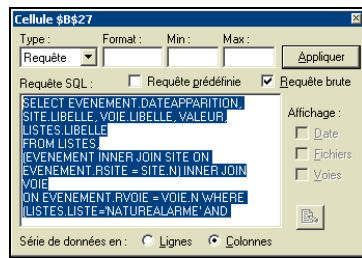 Cellule $B$27
Type : Format : Min : Max :
Requête Appliquer
Requête SQL : Requête prédéfinie Requête brute
SELECT EVENEMENT.DATEAPPARITION,
SITE.LIBELLE, VOIE.LIBELLE, VALEUR,
LISTES.LIBELLE
FROM LISTES,
(EVENEMENT INNER JOIN SITE ON
EVENEMENT.RSITE = SITE.N) INNER JOIN
VOIE
ON EVENEMENT.RVOIE = VOIE.N WHERE
(LISTES.LISTE='NATUREALARME' AND
Affichage :
Date
Fichiers
Voies
Série de données en : Lignes Colonnes